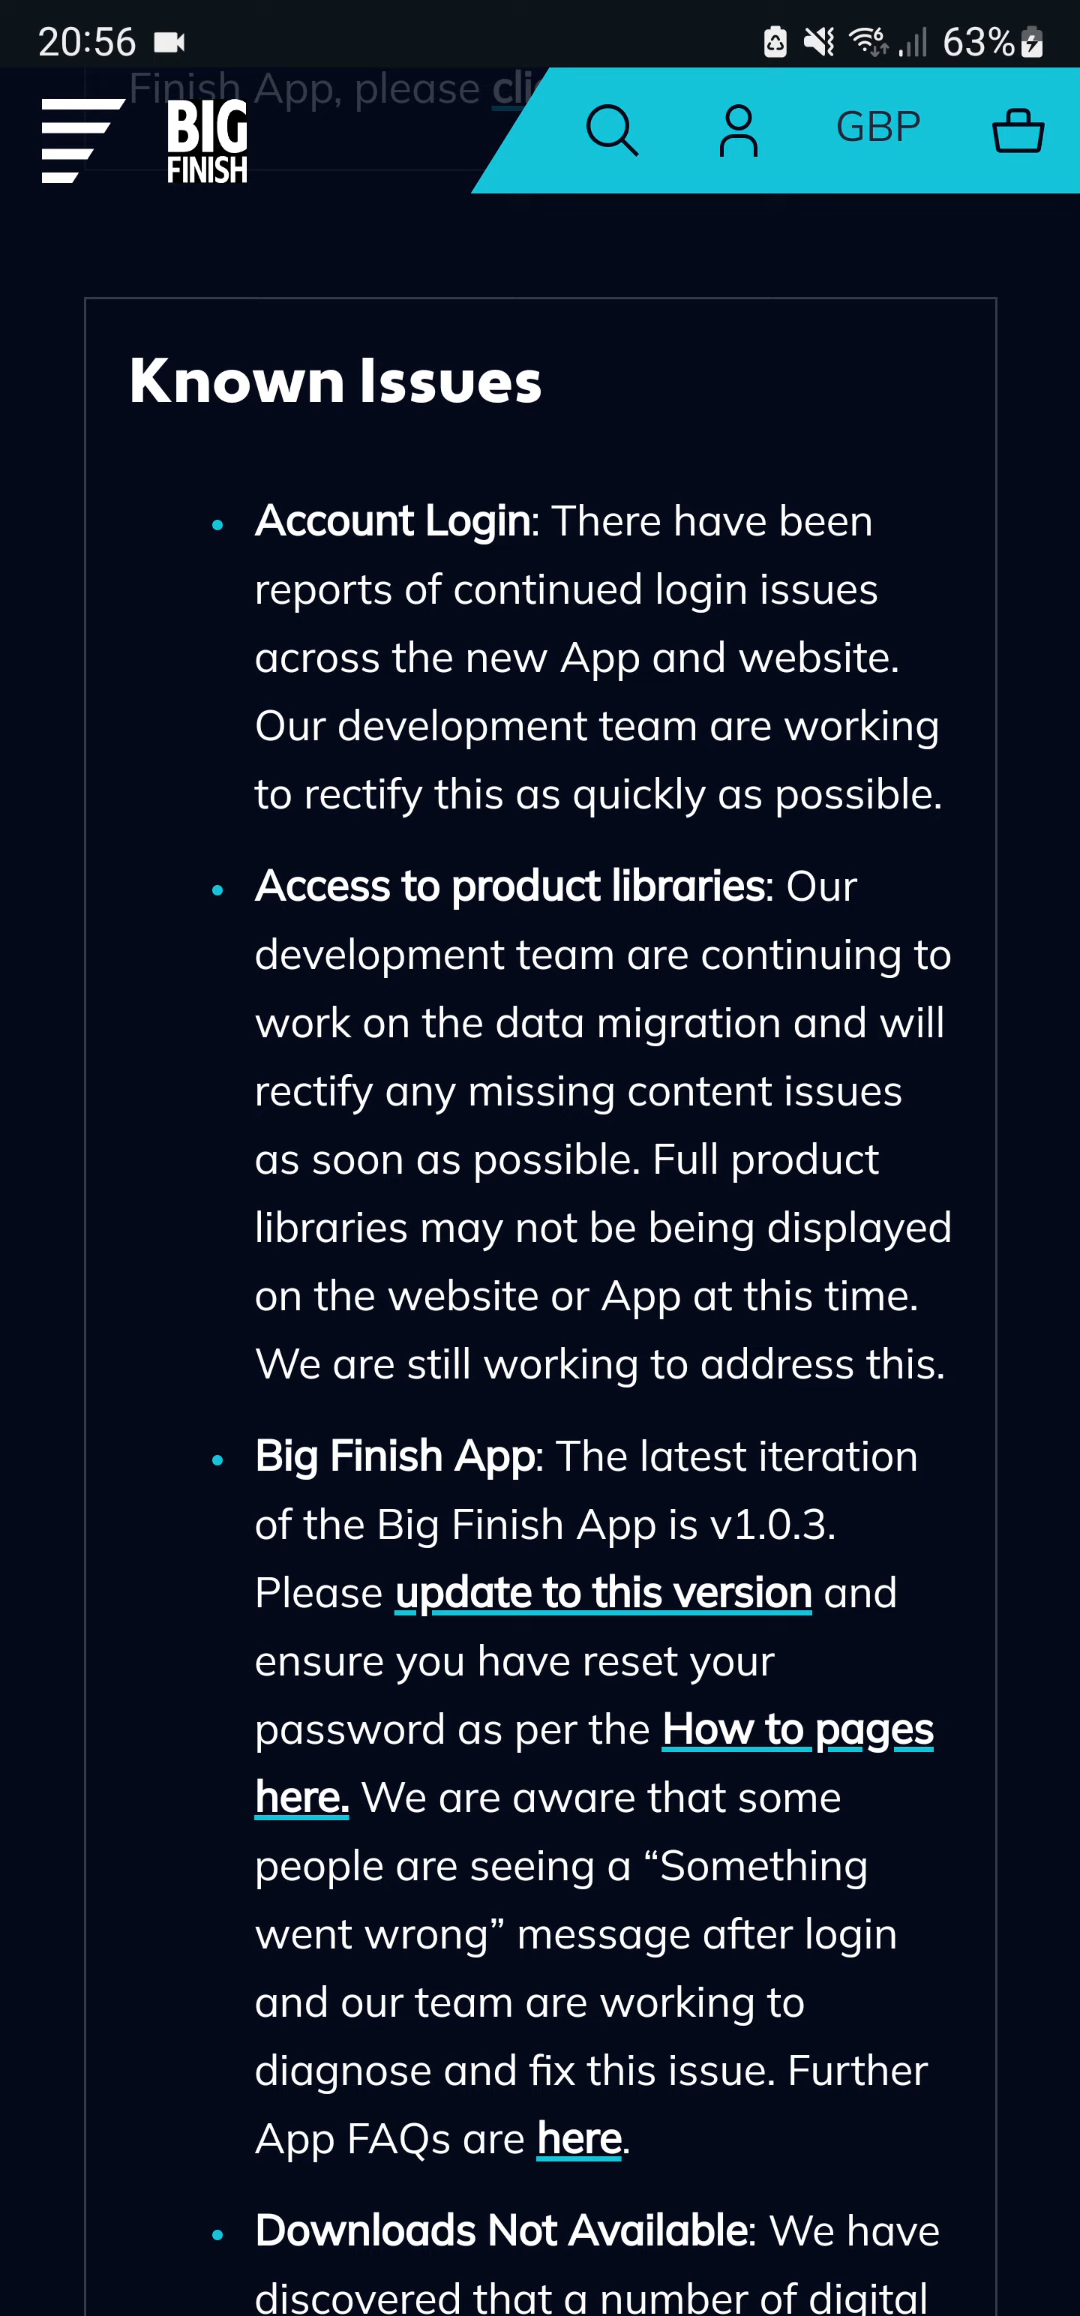 20:56
63%
Finish App, please
BIG
FINISH
GBP
Known Issues
Account Login: There have been
reports of continued login issues
across the new App and website.
Our development team are working
to rectify this as quickly as possible.
Access to product libraries: Our
development team are continuing to
work on the data migration and will
rectify any missing content issues
as soon as possible. Full product
libraries may not be being displayed
on the website or App at this time.
We are still working to address this.
Big Finish App: The latest iteration
of the Big Finish App is v1.0.3.
Please update to this version and
ensure you have reset your
password as per the How to pages
here. We are aware that some
people are seeing a “Something
went wrong” message after login
and our team are working to
diagnose and fix this issue. Further
App FAQs are here.
Downloads Not Available: We have
discovered that a number of digital